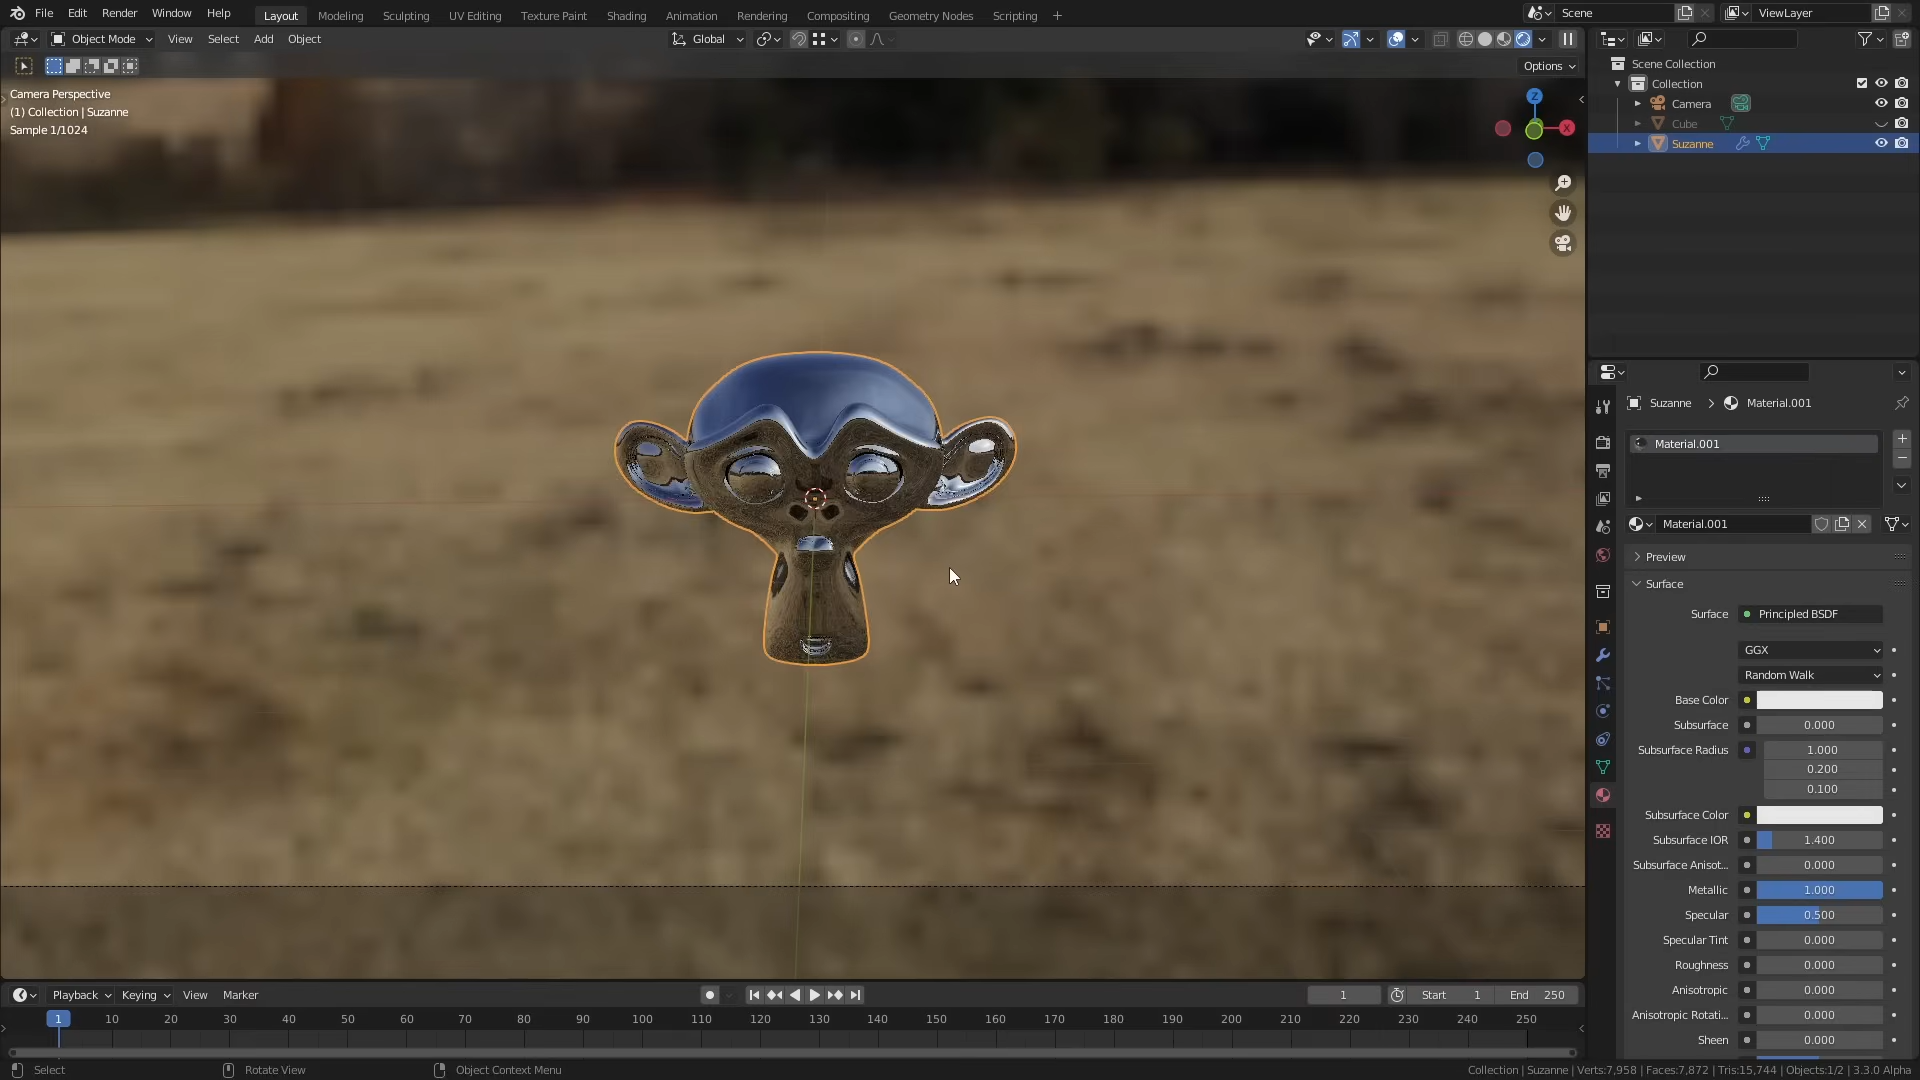 File Edit Render Window Help Layout Modeling Sculpting UV Editing Texture Paint Shading Animation Rendering Compositing Geometry Nodes Scripting + Scene ViewLayer
Object Mode View Select Add Object Global
Options
Camera Perspective
(1) Collection | Suzanne
Sample 1/1024
Z
X
Scene Collection
Collection
Camera
Cube
Suzanne
Suzanne > Material.001
Material.001
Material.001
Preview
Surface
Surface Principled BSDF
GGX
Random Walk
Base Color
Subsurface 0.000
Subsurface Radius 1.000
0.200
0.100
Subsurface Color
Subsurface IOR 1.400
Subsurface Anisot... 0.000
Metallic 1.000
Specular 0.500
Specular Tint 0.000
Roughness 0.000
Anisotropic 0.000
Anisotropic Rotati... 0.000
Sheen 0.000
Playback Keying View Marker 1 Start 1 End 250
1 10 20 30 40 50 60 70 80 90 100 110 120 130 140 150 160 170 180 190 200 210 220 230 240 250
Select Rotate View Object Context Menu Collection | Suzanne | Verts:7,958 | Faces:7,872 | Tris:15,744 | Objects:1/2 | 3.3.0 Alpha